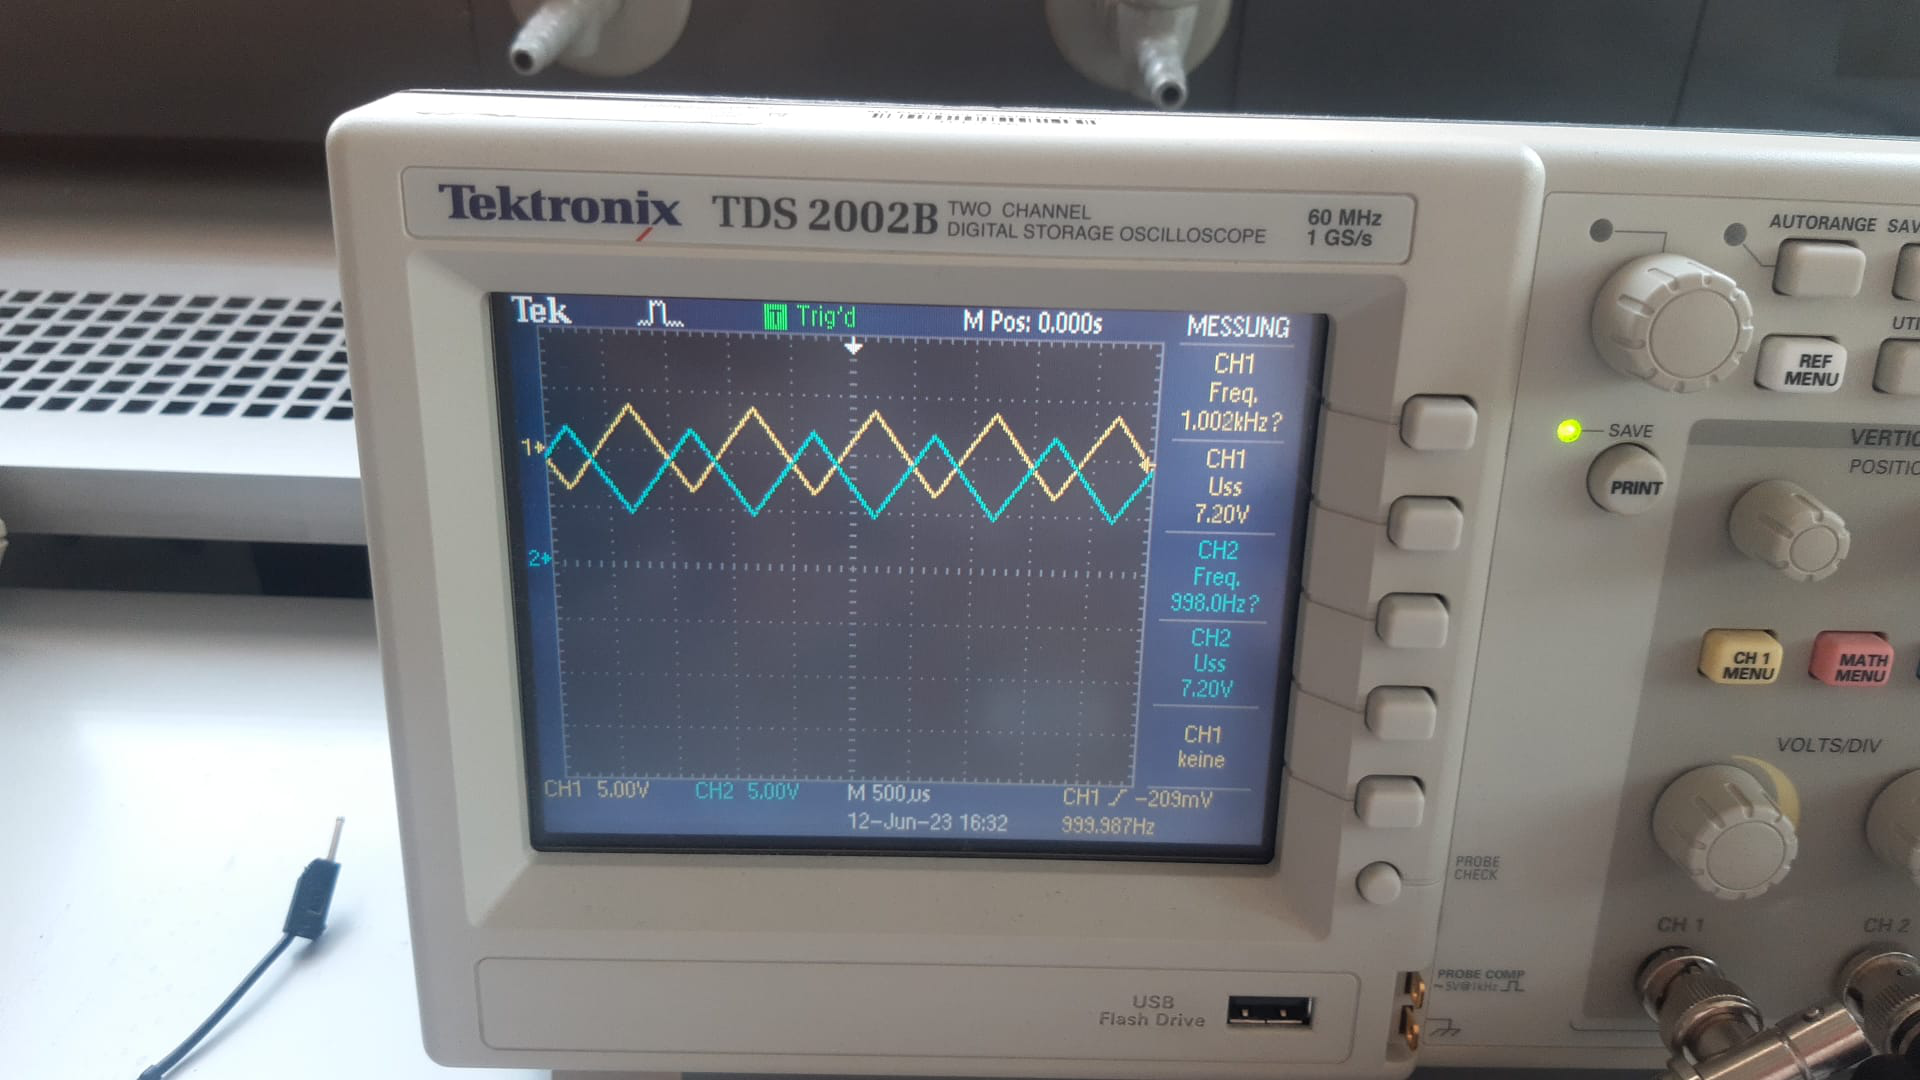 Tektronix TDS 2002B TWO CHANNEL DIGITAL STORAGE OSCILLOSCOPE 60 MHz 1 GS/s
Tek Trig'd M Pos: 0.000s MESSUNG
CH1
Freq.
1.002kHz?
CH1
Uss
7.20V
CH2
Freq.
998.0Hz?
CH2
Uss
7.20V
CH1
keine
1
2
CH1 5.00V CH2 5.00V M 500µs CH1 -209mV
12-Jun-23 16:32 999.987Hz
AUTORANGE
REF
MENU
SAVE
PRINT
CH 1
MENU
MATH
MENU
VOLTS/DIV
PROBE
CHECK
CH 1 CH 2
PROBE COMP
~5V@1kHz
USB
Flash Drive